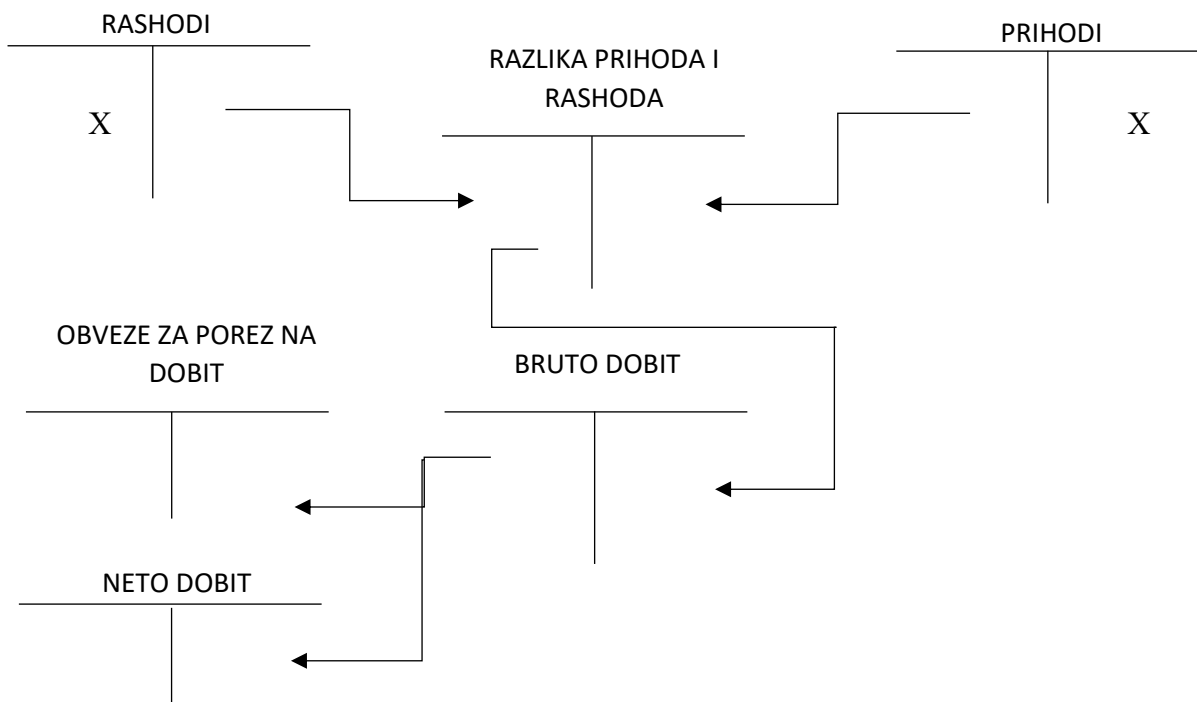 RASHODI
PRIHODI
RAZLIKA PRIHODA I
RASHODA
X
X
OBVEZE ZA POREZ NA
DOBIT
BRUTO DOBIT
NETO DOBIT